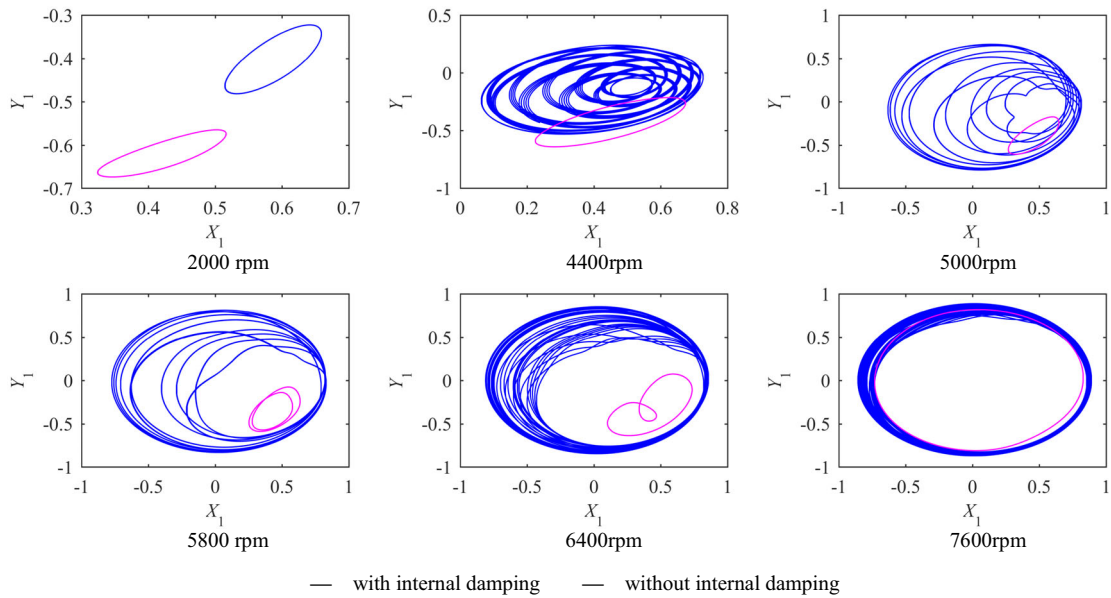 -0.3
-0.4
-0.5
-0.6
-0.7
Y1
0.3 0.4 0.5 0.6 0.7
X1
2000 rpm
0.5
0
-0.5
-1
Y1
0 0.2 0.4 0.6 0.8
X1
4400rpm
1
0.5
0
-0.5
-1
Y1
-1 -0.5 0 0.5 1
X1
5000rpm
1
0.5
0
-0.5
-1
Y1
-1 -0.5 0 0.5 1
X1
5800 rpm
1
0.5
0
-0.5
-1
Y1
-1 -0.5 0 0.5 1
X1
6400rpm
1
0.5
0
-0.5
-1
Y1
-1 -0.5 0 0.5 1
X1
7600rpm
— with internal damping — without internal damping